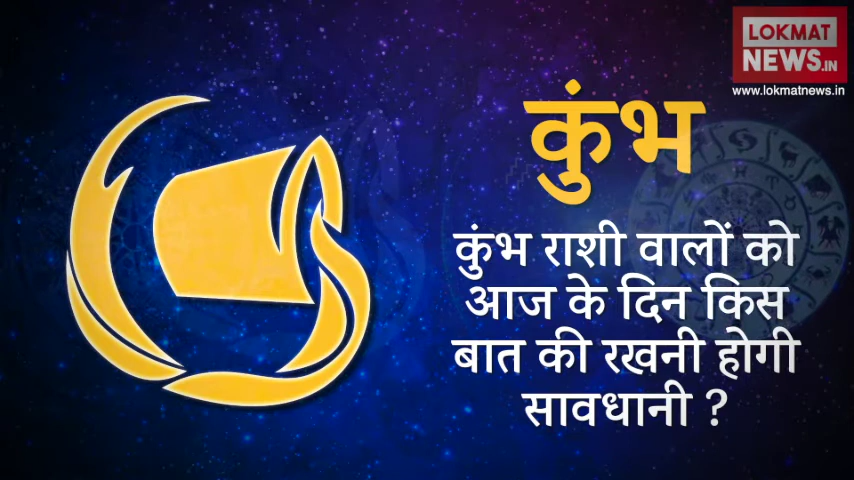 LOKMAT
NEWS.IN
www.lokmatnews.in
कुंभ
कुंभ राशी वालों को
आज के दिन किस
बात की रखनी होगी
सावधानी ?